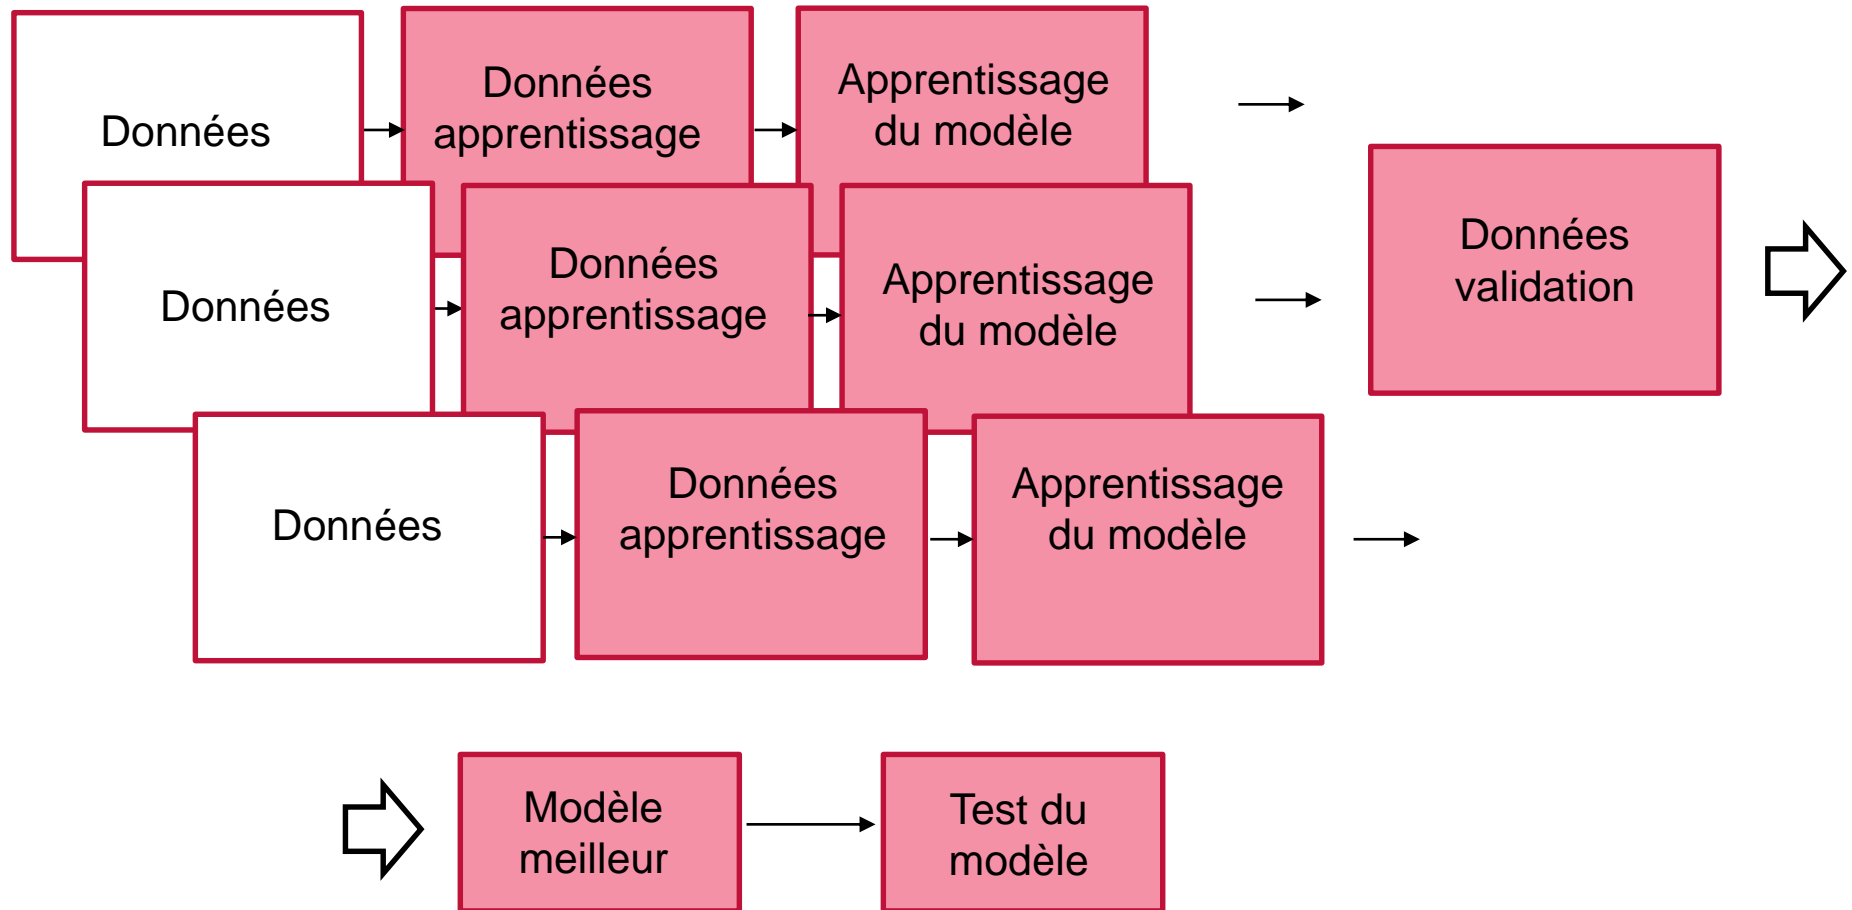 Données
Données
apprentissage
Apprentissage
du modèle
Données
Données
apprentissage
Apprentissage
du modèle
Données
validation
Données
Données
apprentissage
Apprentissage
du modèle
Modèle
meilleur
Test du
modèle